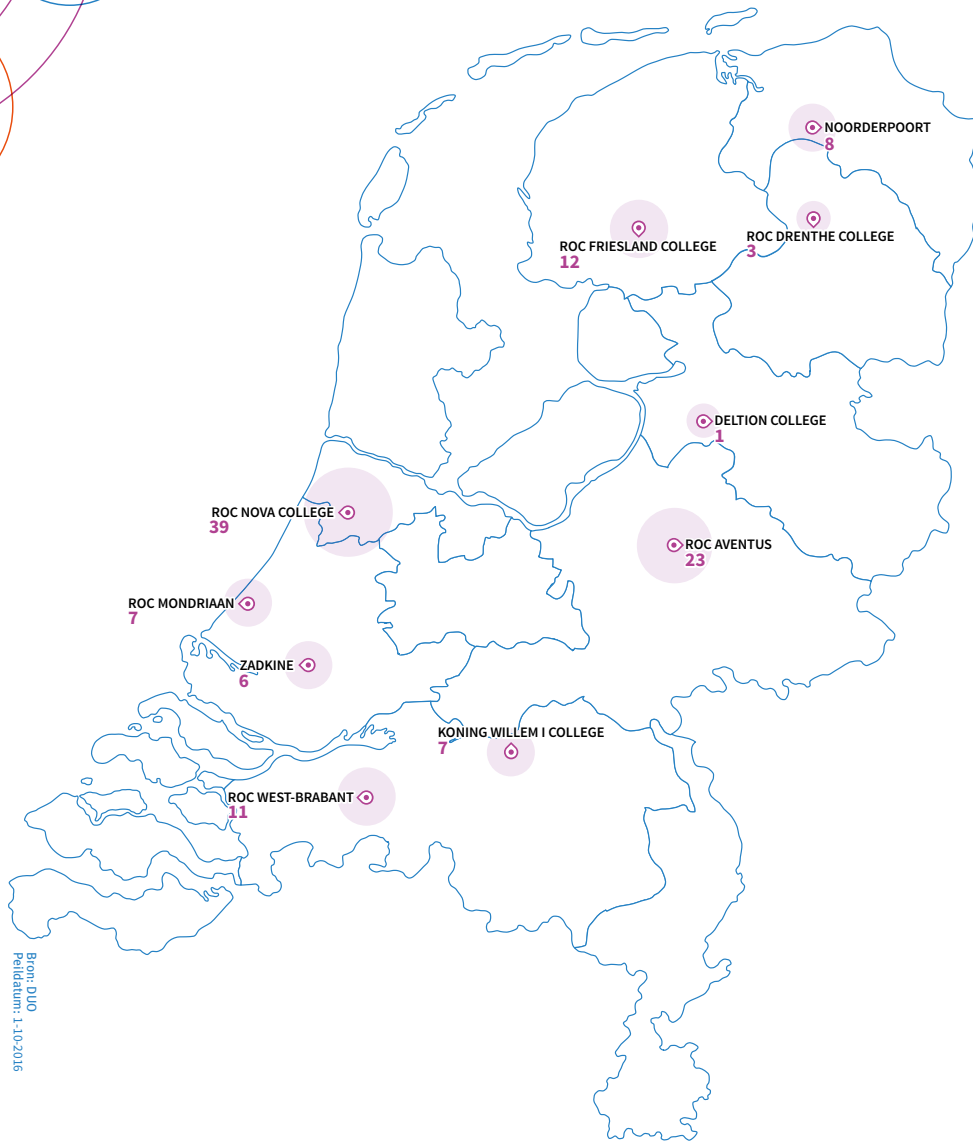 NOORDERPOORT
8
ROC DRENTHE COLLEGE
3
ROC FRIESLAND COLLEGE
12
DELTION COLLEGE
1
ROC NOVA COLLEGE
39
ROC AVENTUS
23
ROC MONDRIAAN
7
ZADKINE
6
KONING WILLEM I COLLEGE
7
ROC WEST-BRABANT
11
Bron: DUO
Peildatum: 1-10-2016